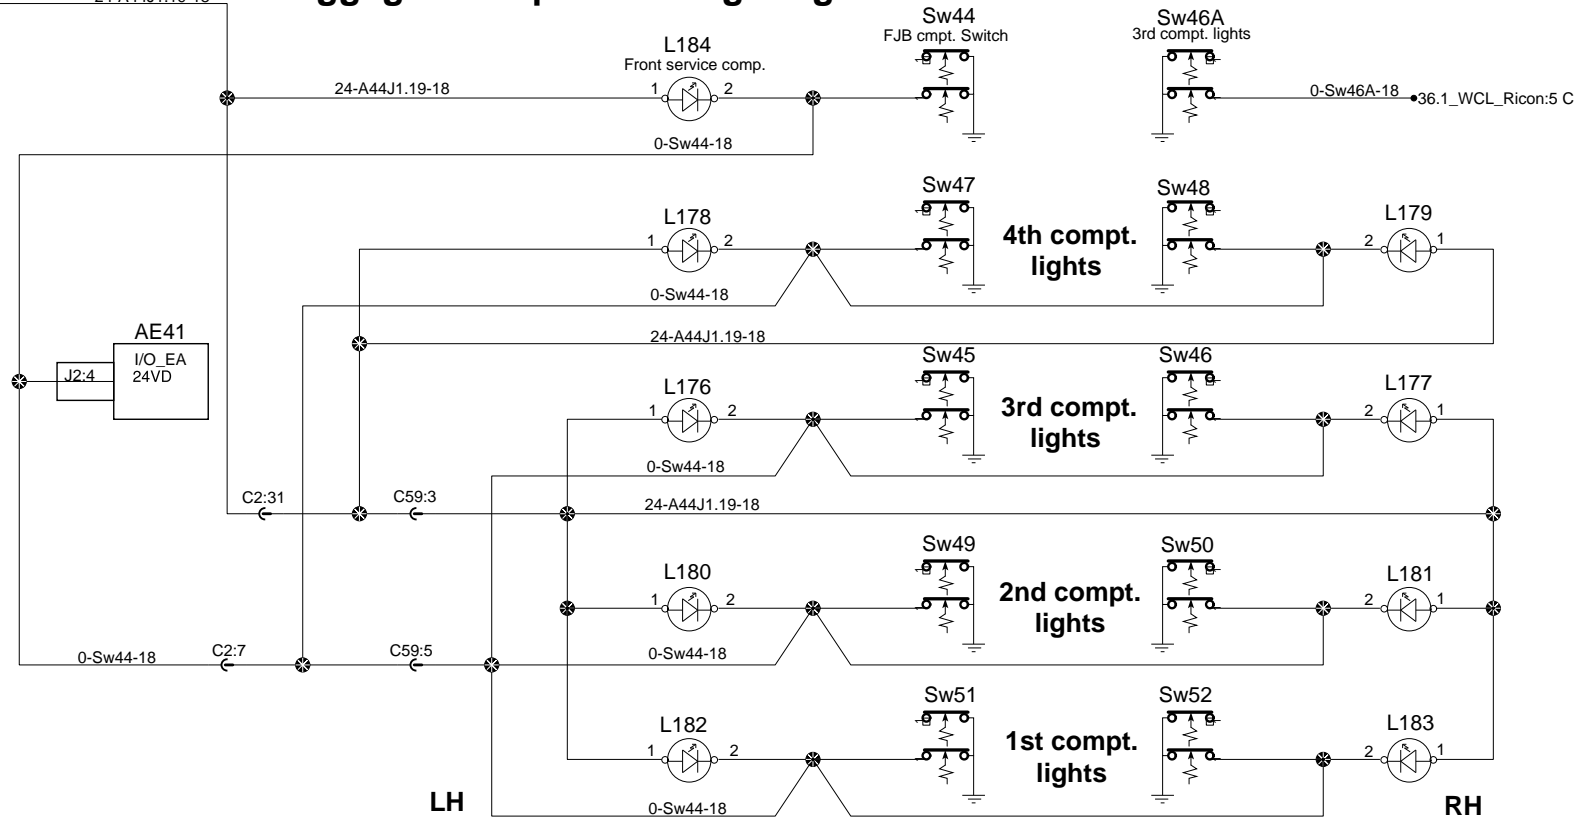 Sw44
FJB cmpt. Switch
Sw46A
3rd compt. lights
L184
Front service comp.
24-A44J1.19-18
1
2
0-Sw46A-18
36.1_WCL_Ricon:5 C
0-Sw44-18
Sw47
Sw48
L178
1
2
4th compt.
lights
L179
2
1
0-Sw44-18
AE41
I/O_EA
24VD
J2:4
24-A44J1.19-18
Sw45
Sw46
L176
1
2
3rd compt.
lights
L177
2
1
0-Sw44-18
C2:31
C59:3
24-A44J1.19-18
Sw49
Sw50
L180
1
2
2nd compt.
lights
L181
2
1
0-Sw44-18
C2:7
C59:5
0-Sw44-18
Sw51
Sw52
L182
1
2
1st compt.
lights
L183
2
1
LH
0-Sw44-18
RH